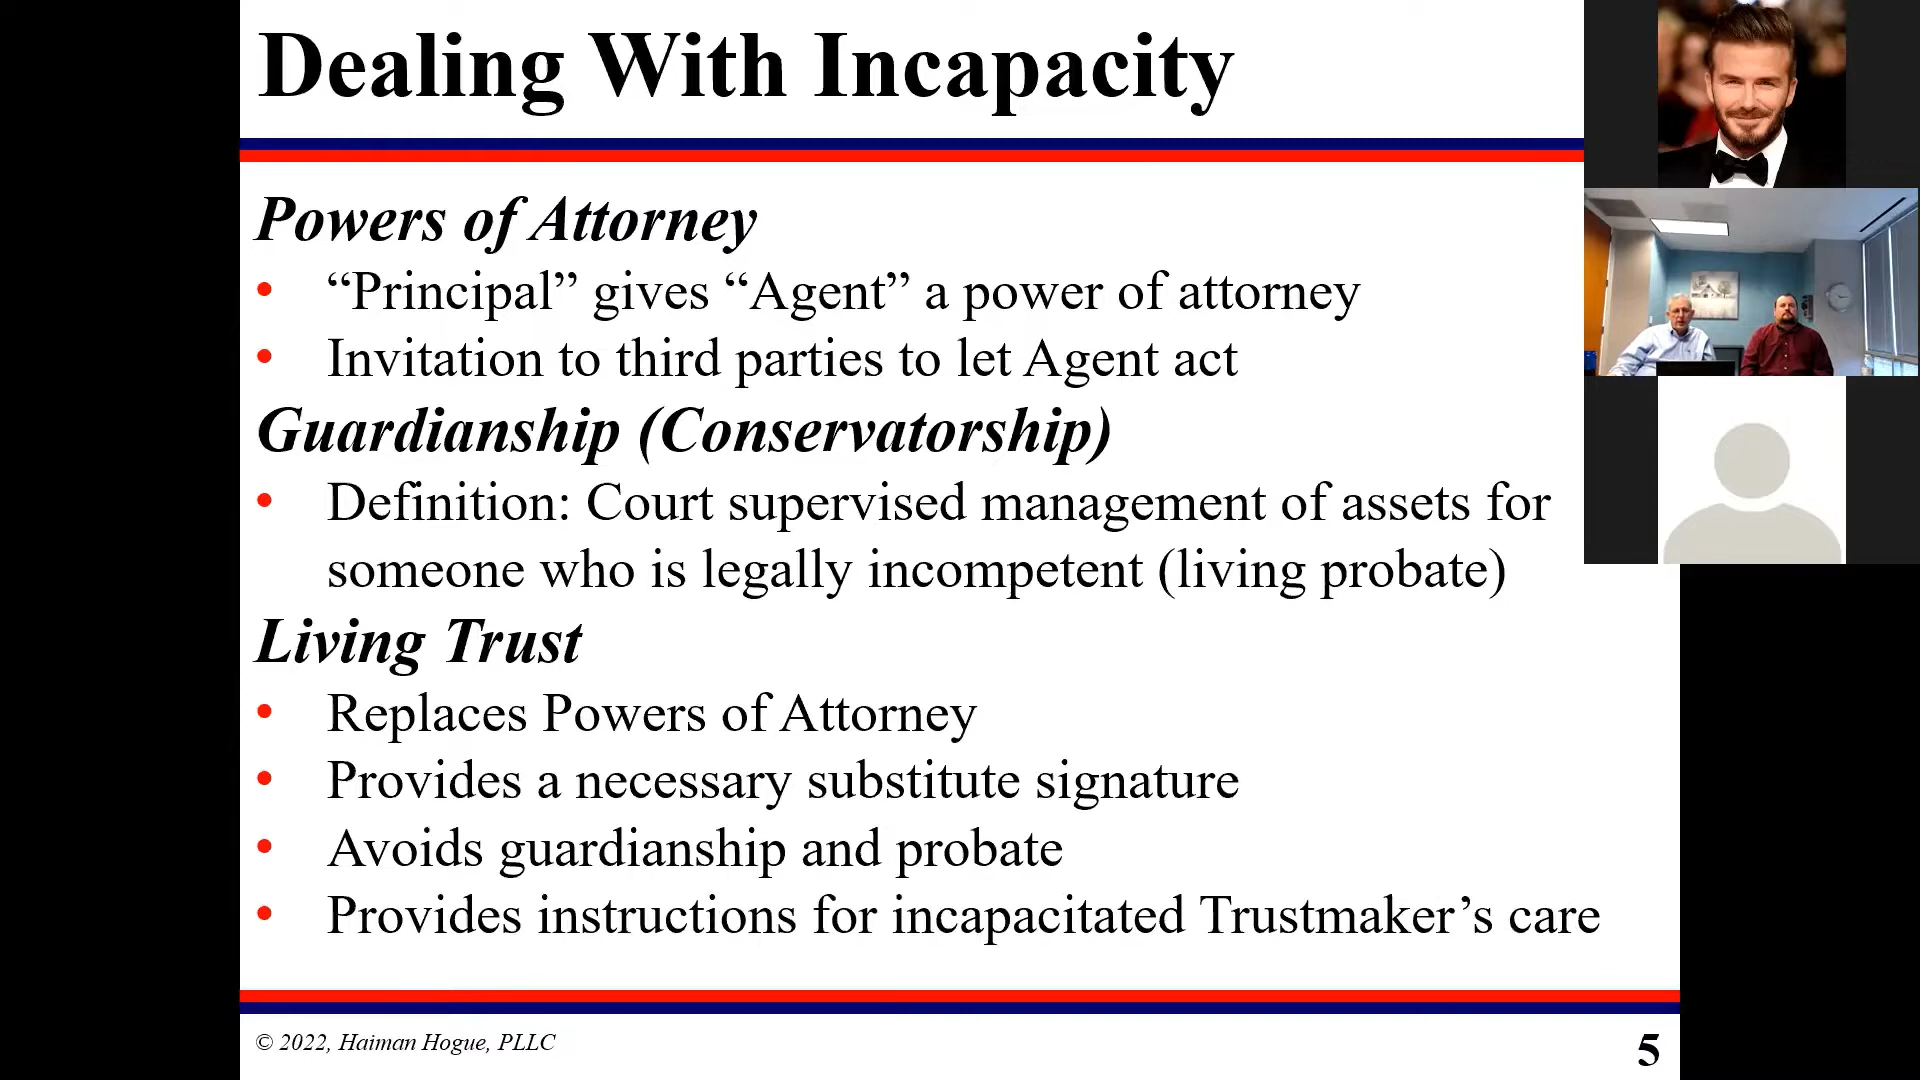 Dealing With Incapacity
Powers of Attorney
• “Principal” gives “Agent” a power of attorney
• Invitation to third parties to let Agent act
Guardianship (Conservatorship)
• Definition: Court supervised management of assets for
someone who is legally incompetent (living probate)
Living Trust
• Replaces Powers of Attorney
• Provides a necessary substitute signature
• Avoids guardianship and probate
• Provides instructions for incapacitated Trustmaker’s care
© 2022, Haiman Hogue, PLLC
5